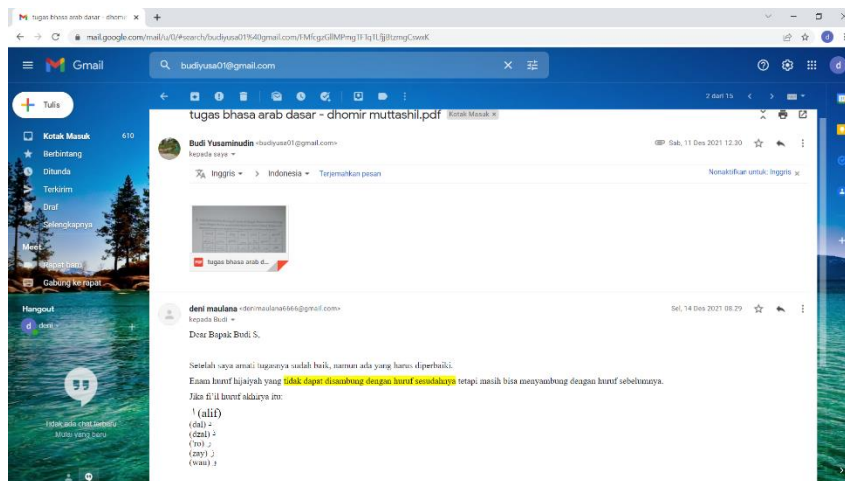 tugas bhasa arab dasar - dhomir
mail.google.com/mail/u/0/#search/budiyusa01%40gmail.com/
Gmail
budiyusa01@gmail.com
Tulis
2 dari 15
tugas bhasa arab dasar - dhomir muttashil.pdf Kotak Masuk ×
Kotak Masuk 610
Berbintang
Ditunda
Terkirim
Draf
Selengkapnya
Meet
Rapat baru
Gabung ke rapat
Hangout
deni
Tidak ada chat terbaru
Mulai yang baru
Budi Yusaminudin <budiyusa01@gmail.com>
Sab, 11 Des 2021 12.30
kepada saya
Inggris > Indonesia Terjemahkan pesan
Nonaktifkan untuk: Inggris ×
PDF tugas bhasa arab d...
deni maulana <denimaulana6666@gmail.com>
Sel, 14 Des 2021 08.29
kepada Budi
Dear Bapak Budi S,
Setelah saya amati tugasnya sudah baik, namun ada yang harus diperbaiki.
Enam huruf hijaiyah yang tidak dapat disambung dengan huruf sesudahnya tetapi masih bisa menyambung dengan huruf sebelumnya.
Jika fi'il huruf akhirya itu:
ا (alif)
(dal) د
(dzal) ذ
('ro) ر
(zay) ز
(wau) و